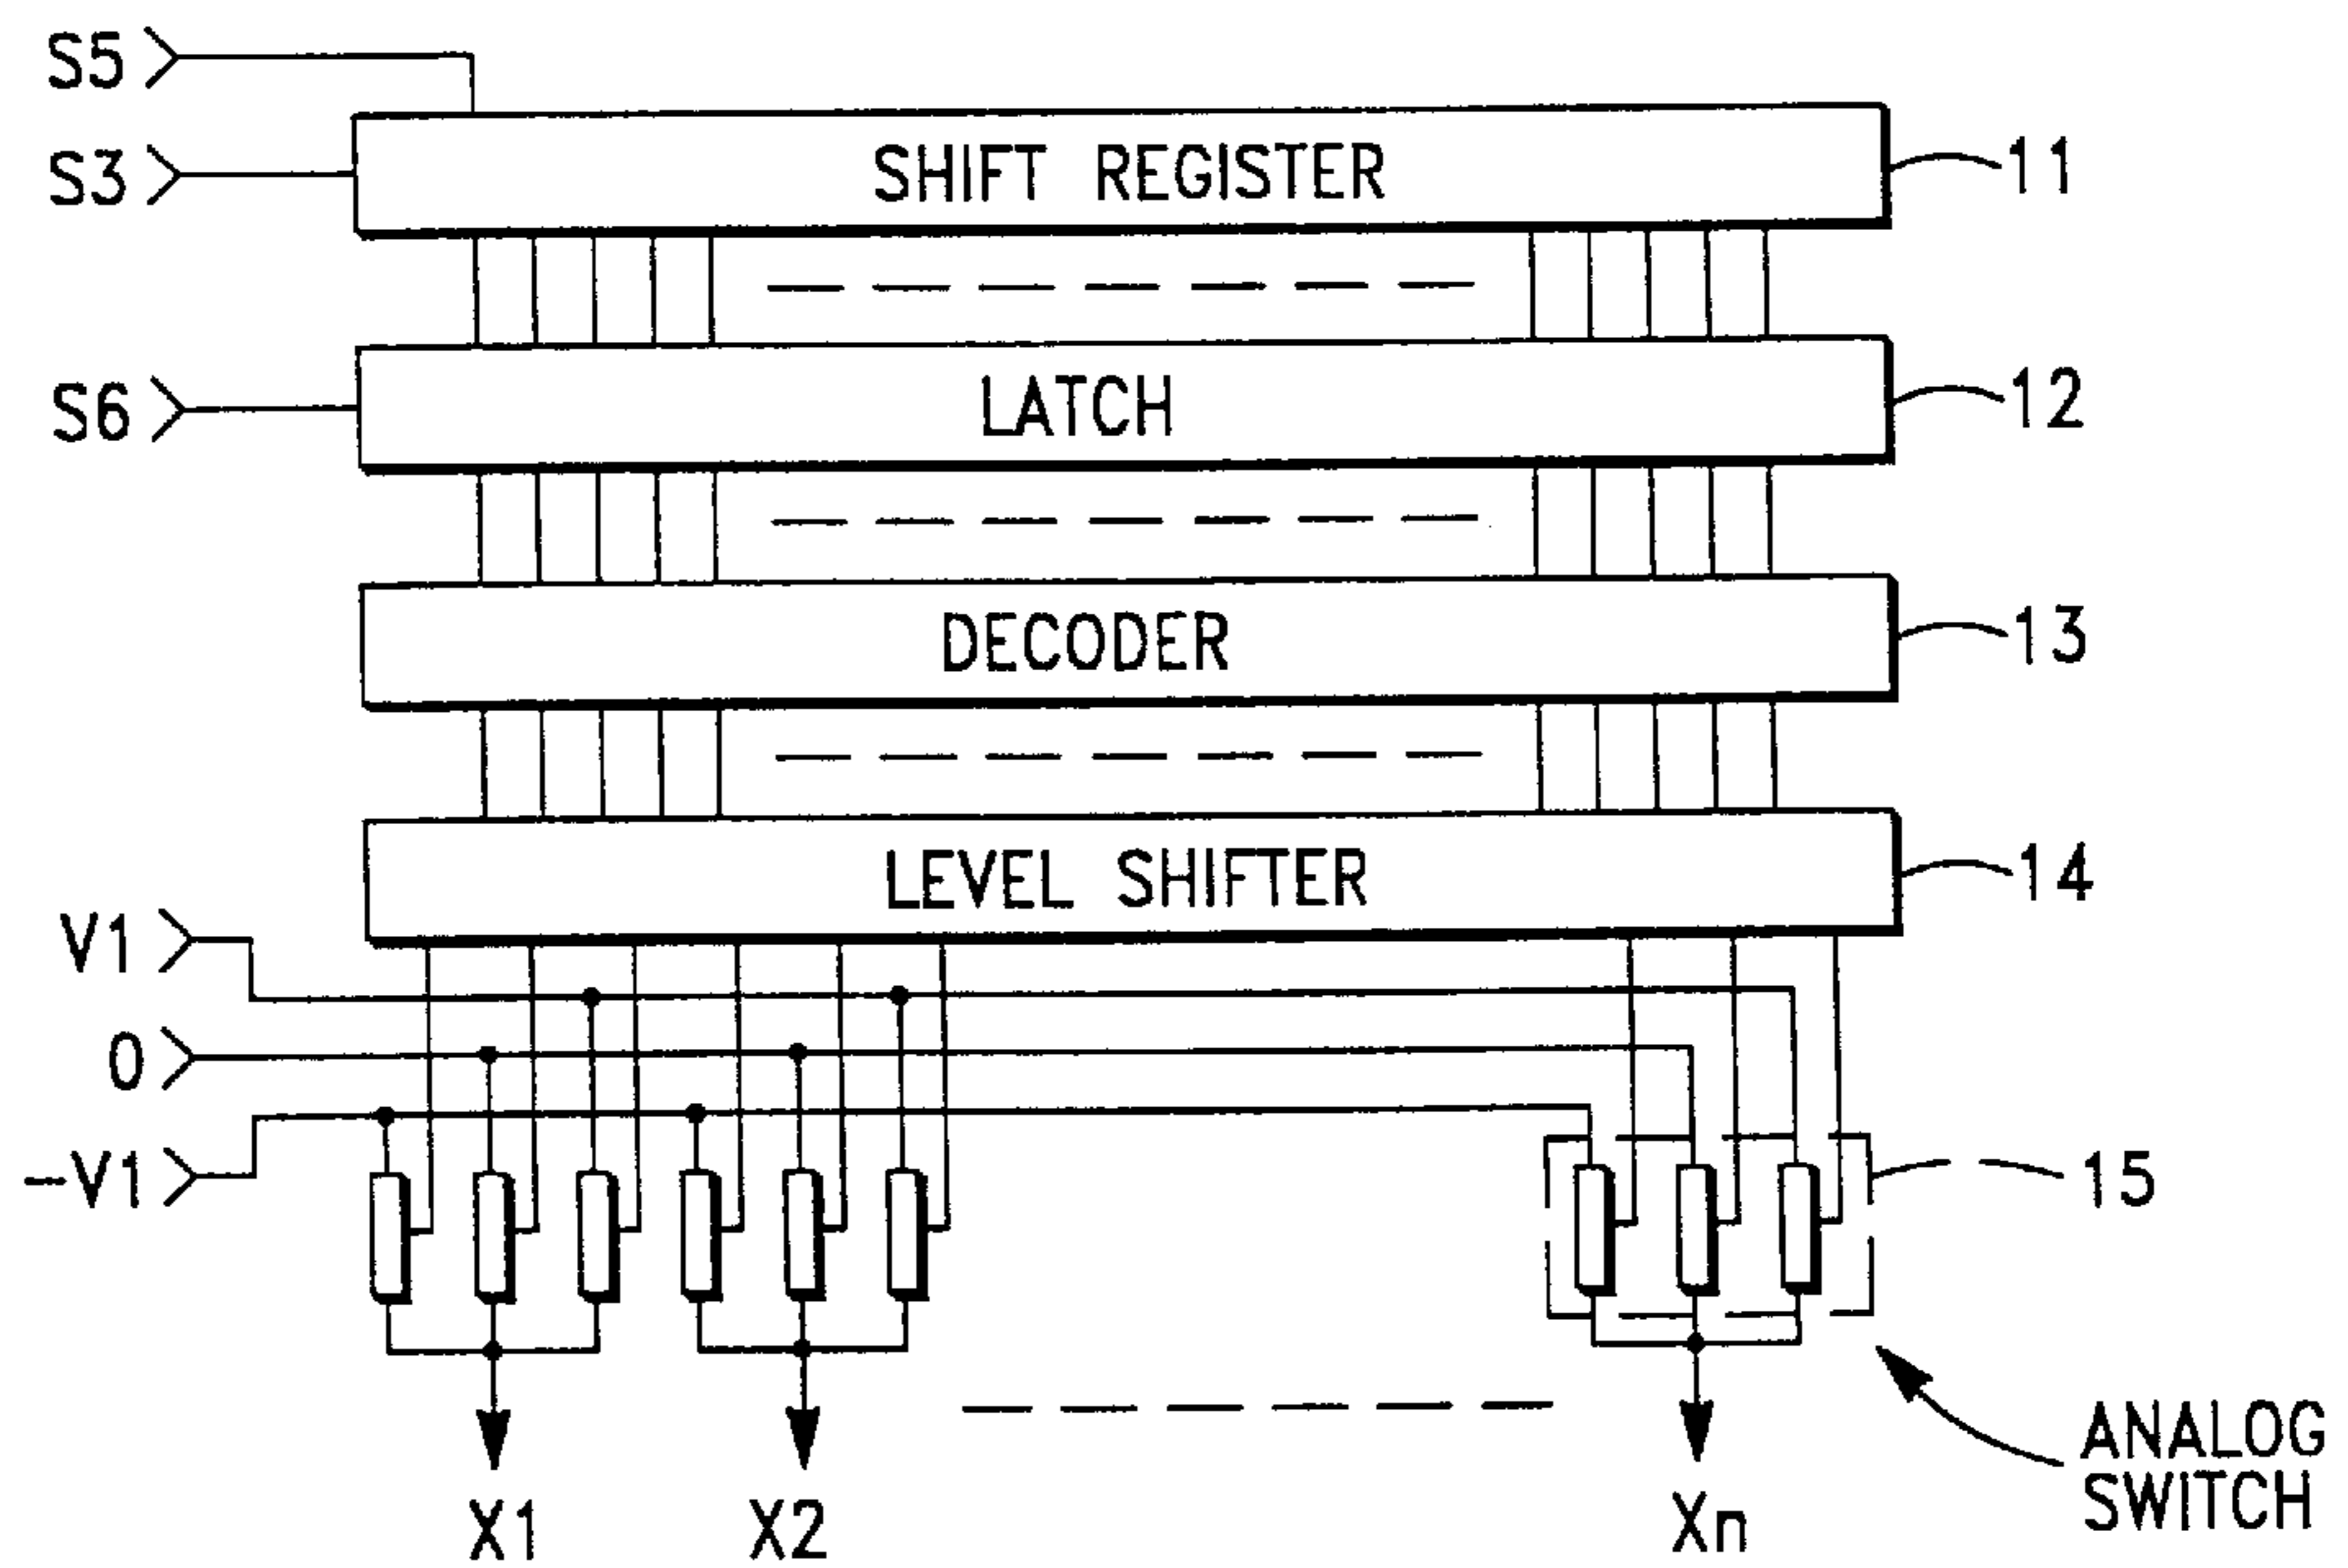 S5
S3
SHIFT REGISTER
11
S6
LATCH
12
DECODER
13
LEVEL SHIFTER
14
V1
0
-V1
15
X1
X2
Xn
ANALOG
SWITCH